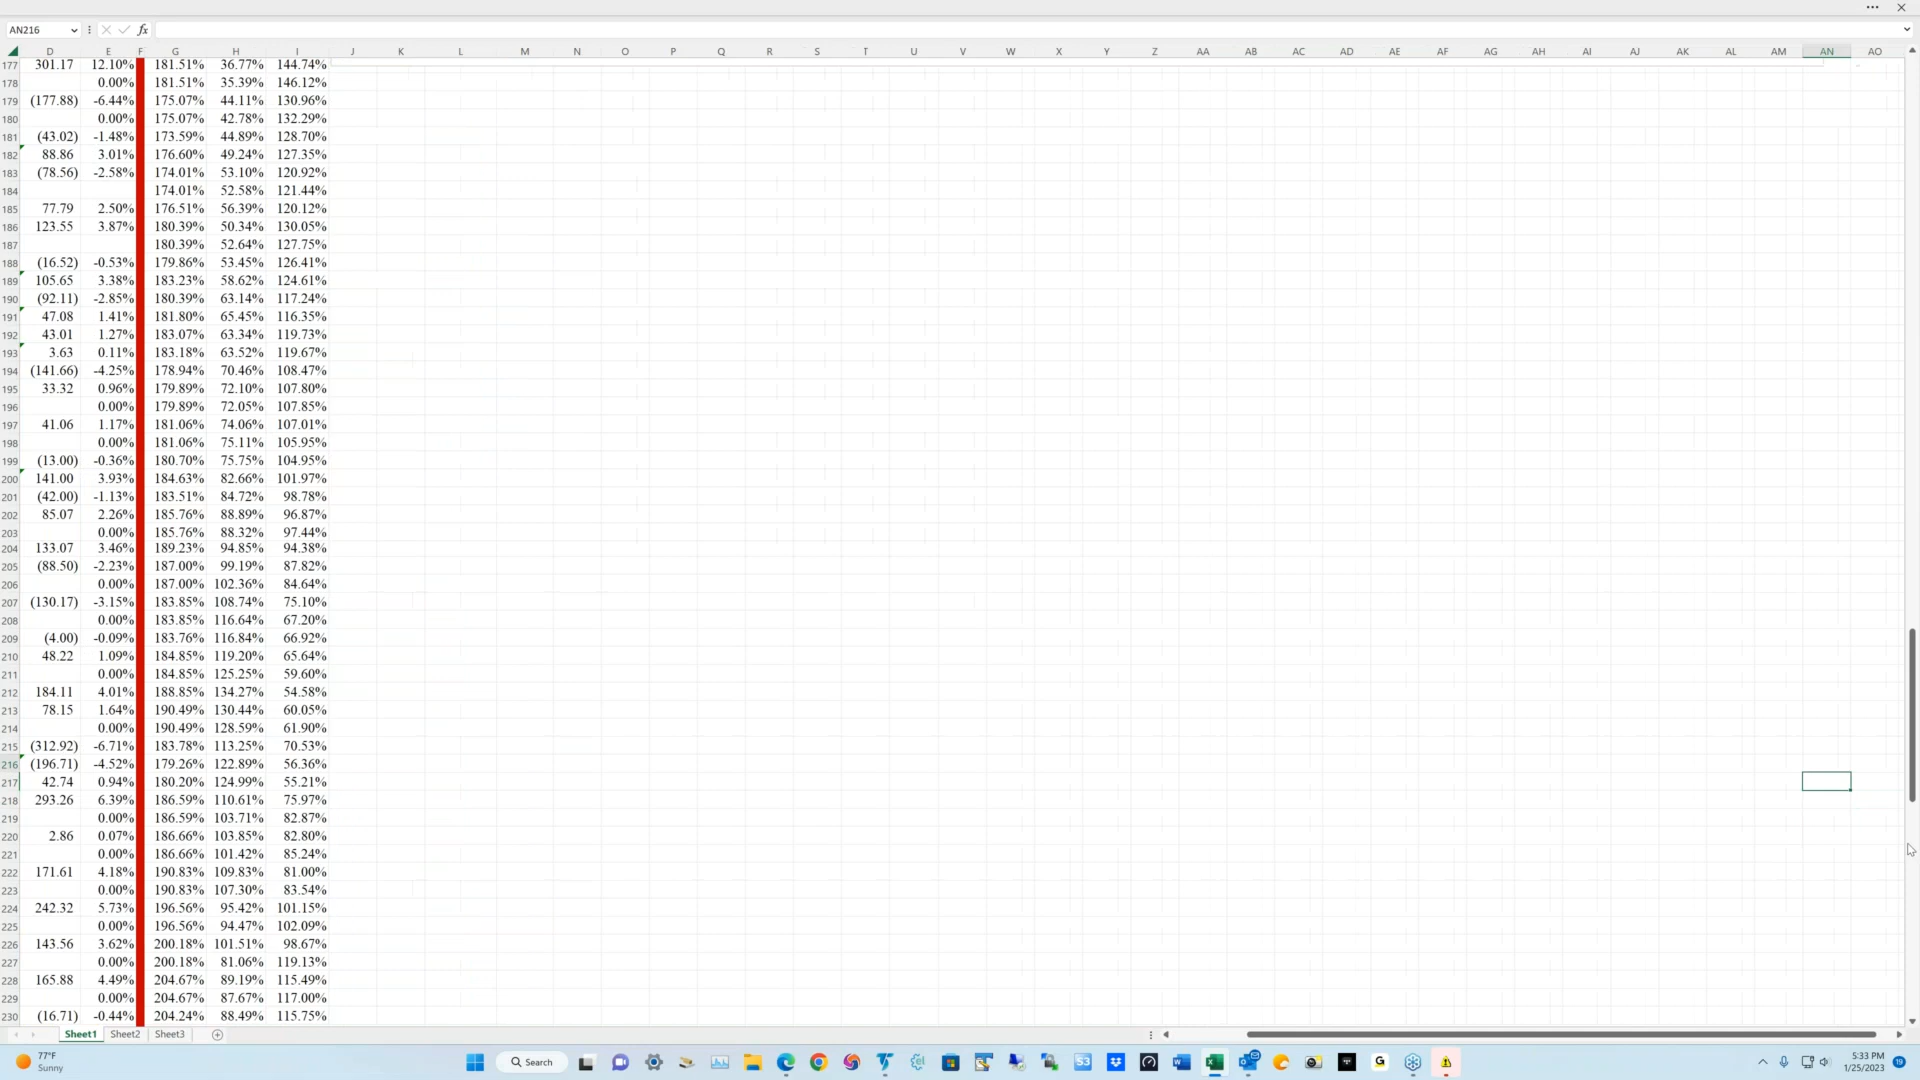 AN216 fx
D E F G H I J K L M N O P Q R S T U V W X Y Z AA AB AC AD AE AF AG AH AI AJ AK AL AM AN AO
177 301.17 12.10% 181.51% 36.77% 144.74%
178 0.00% 181.51% 35.39% 146.12%
179 (177.88) -6.44% 175.07% 44.11% 130.96%
180 0.00% 175.07% 42.78% 132.29%
181 (43.02) -1.48% 173.59% 44.89% 128.70%
182 88.86 3.01% 176.60% 49.24% 127.35%
183 (78.56) -2.58% 174.01% 53.10% 120.92%
184 174.01% 52.58% 121.44%
185 77.79 2.50% 176.51% 56.39% 120.12%
186 123.55 3.87% 180.39% 50.34% 130.05%
187 180.39% 52.64% 127.75%
188 (16.52) -0.53% 179.86% 53.45% 126.41%
189 105.65 3.38% 183.23% 58.62% 124.61%
190 (92.11) -2.85% 180.39% 63.14% 117.24%
191 47.08 1.41% 181.80% 65.45% 116.35%
192 43.01 1.27% 183.07% 63.34% 119.73%
193 3.63 0.11% 183.18% 63.52% 119.67%
194 (141.66) -4.25% 178.94% 70.46% 108.47%
195 33.32 0.96% 179.89% 72.10% 107.80%
196 0.00% 179.89% 72.05% 107.85%
197 41.06 1.17% 181.06% 74.06% 107.01%
198 0.00% 181.06% 75.11% 105.95%
199 (13.00) -0.36% 180.70% 75.75% 104.95%
200 141.00 3.93% 184.63% 82.66% 101.97%
201 (42.00) -1.13% 183.51% 84.72% 98.78%
202 85.07 2.26% 185.76% 88.89% 96.87%
203 0.00% 185.76% 88.32% 97.44%
204 133.07 3.46% 189.23% 94.85% 94.38%
205 (88.50) -2.23% 187.00% 99.19% 87.82%
206 0.00% 187.00% 102.36% 84.64%
207 (130.17) -3.15% 183.85% 108.74% 75.10%
208 0.00% 183.85% 116.64% 67.20%
209 (4.00) -0.09% 183.76% 116.84% 66.92%
210 48.22 1.09% 184.85% 119.20% 65.64%
211 0.00% 184.85% 125.25% 59.60%
212 184.11 4.01% 188.85% 134.27% 54.58%
213 78.15 1.64% 190.49% 130.44% 60.05%
214 0.00% 190.49% 128.59% 61.90%
215 (312.92) -6.71% 183.78% 113.25% 70.53%
216 (196.71) -4.52% 179.26% 122.89% 56.36%
217 42.74 0.94% 180.20% 124.99% 55.21%
218 293.26 6.39% 186.59% 110.61% 75.97%
219 0.00% 186.59% 103.71% 82.87%
220 2.86 0.07% 186.66% 103.85% 82.80%
221 0.00% 186.66% 101.42% 85.24%
222 171.61 4.18% 190.83% 109.83% 81.00%
223 0.00% 190.83% 107.30% 83.54%
224 242.32 5.73% 196.56% 95.42% 101.15%
225 0.00% 196.56% 94.47% 102.09%
226 143.56 3.62% 200.18% 101.51% 98.67%
227 0.00% 200.18% 81.06% 119.13%
228 165.88 4.49% 204.67% 89.19% 115.49%
229 0.00% 204.67% 87.67% 117.00%
230 (16.71) -0.44% 204.24% 88.49% 115.75%
Sheet1 Sheet2 Sheet3
77°F
Sunny
Search
5:33 PM
1/25/2023
19